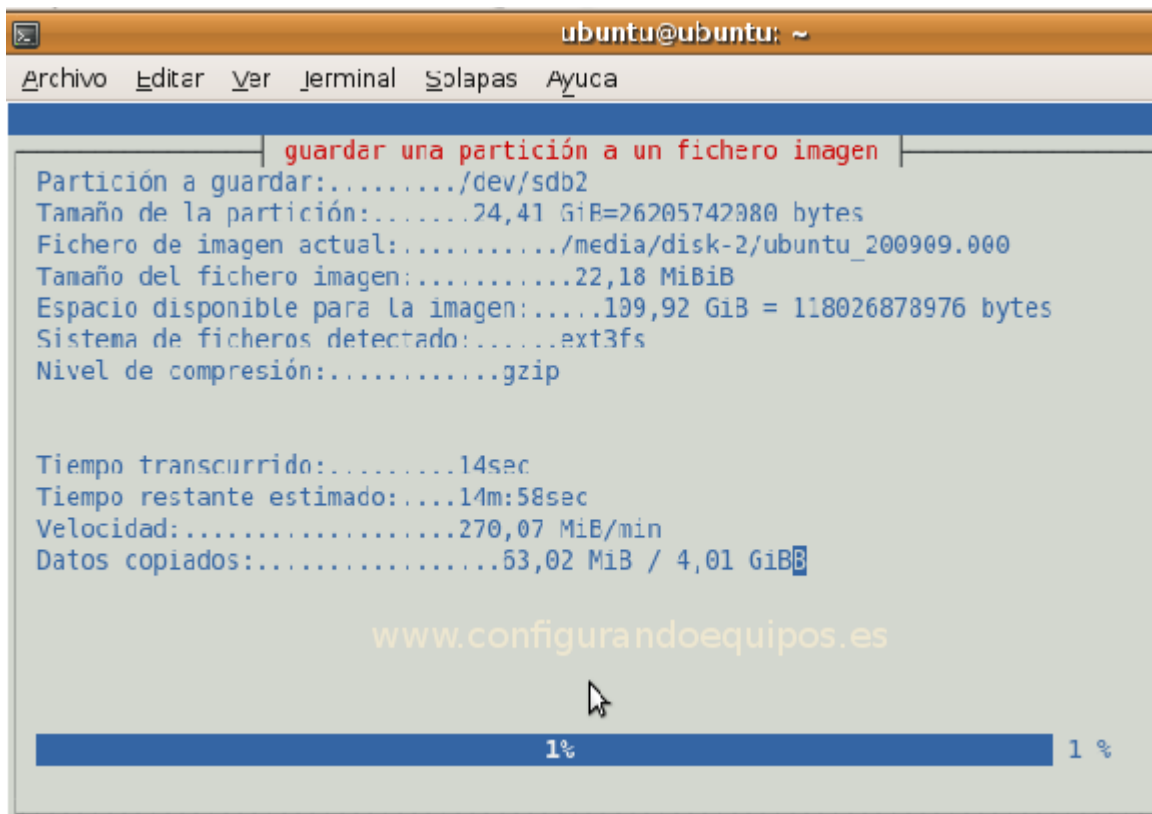 ubuntu@ubuntu: ~
Archivo Editar Ver Terminal Solapas Ayuda
guardar una partición a un fichero imagen
Partición a guardar:........./dev/sdb2
Tamaño de la partición:.......24,41 GiB=26205742080 bytes
Fichero de imagen actual:.........../media/disk-2/ubuntu_200909.000
Tamaño del fichero imagen:...........22,18 MiBiB
Espacio disponible para la imagen:.....109,92 GiB = 118026878976 bytes
Sistema de ficheros detectado:......ext3fs
Nivel de compresión:............gzip
Tiempo transcurrido:.........14sec
Tiempo restante estimado:....14m:58sec
Velocidad:...................270,07 MiB/min
Datos copiados:.................63,02 MiB / 4,01 GiBB
www.configurandoequipos.es
1% 1 %